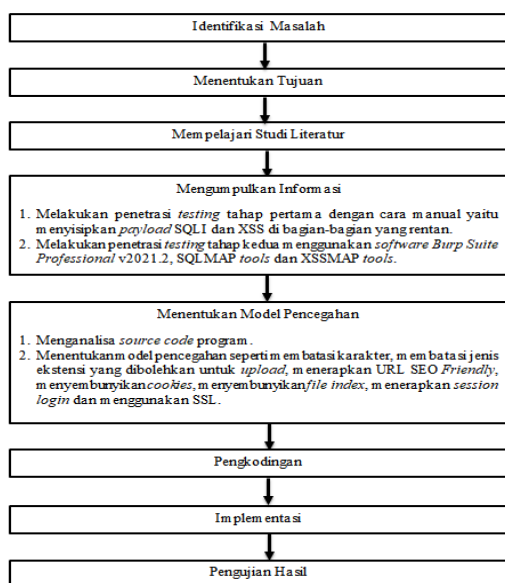 Identifikasi Masalah
Menentukan Tujuan
Mempelajari Studi Literatur
Mengumpulkan Informasi
1. Melakukan penetrasi testing tahap pertama dengan cara manual yaitu
menyisipkan payload SQLI dan XSS di bagian-bagian yang rentan.
2. Melakukan penetrasi testing tahap kedua menggunakan software Burp Suite
Professional v2021.2, SQLMAP tools dan XSSMAP tools.
Menentukan Model Pencegahan
1. Menganalisa source code program.
2. Menentukan model pencegahan seperti membatasi karakter, membatasi jenis
ekstensi yang dibolehkan untuk upload, menerapkan URL SEO Friendly,
menyembunyikan cookies, menyembunyikan file index, menerapkan session
login dan menggunakan SSL.
Pengkodingan
Implementasi
Pengujian Hasil